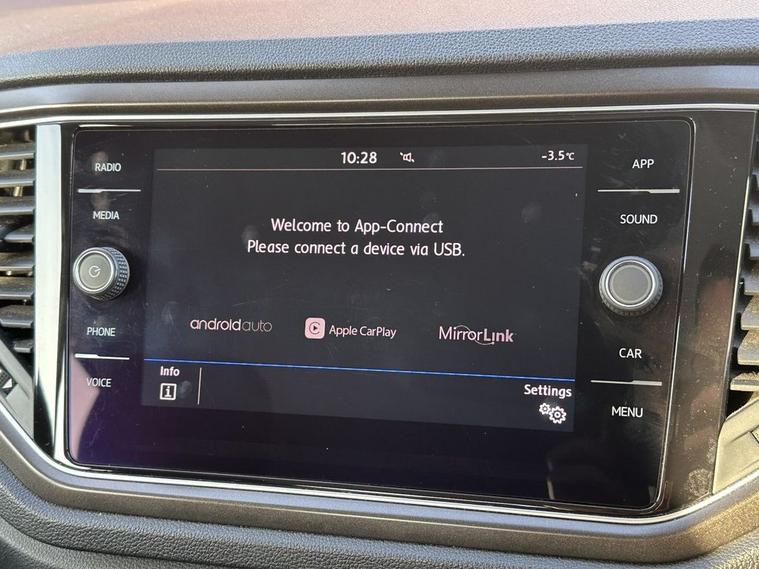 RADIO
MEDIA
PHONE
VOICE
10:28
-3.5°C
Welcome to App-Connect
Please connect a device via USB.
androidauto
Apple CarPlay
MirrorLink
Info
Settings
APP
SOUND
CAR
MENU